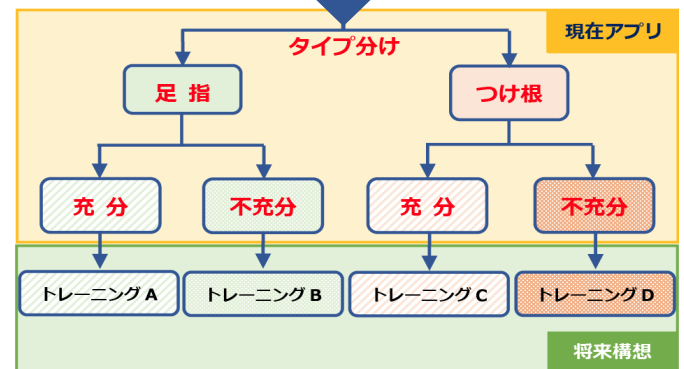 現在アプリ
タイプ分け
足 指
つけ根
充 分
不充分
充 分
不充分
トレーニング A
トレーニング B
トレーニング C
トレーニング D
将来構想